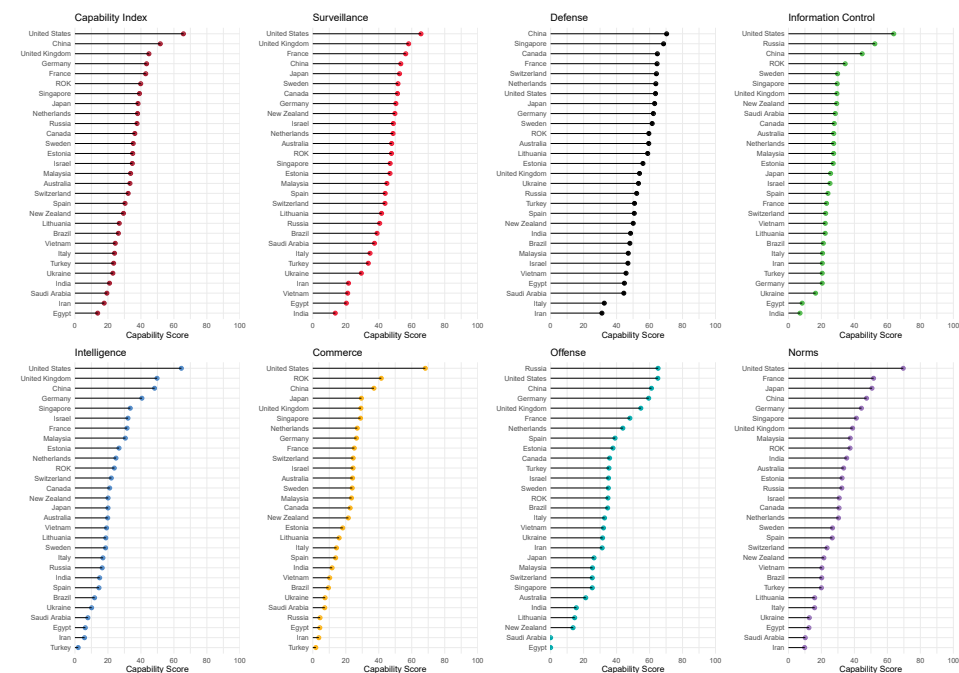 Capability Index
United States
China
United Kingdom
Germany
France
ROK
Singapore
Japan
Netherlands
Russia
Canada
Sweden
Estonia
Israel
Malaysia
Australia
Switzerland
Spain
New Zealand
Lithuania
Brazil
Vietnam
Italy
Turkey
Ukraine
India
Saudi Arabia
Iran
Egypt
0 20 40 60 80 100
Capability Score
Surveillance
United States
United Kingdom
France
China
Japan
Sweden
Canada
Germany
New Zealand
Israel
Netherlands
Australia
ROK
Singapore
Estonia
Malaysia
Spain
Switzerland
Lithuania
Russia
Brazil
Saudi Arabia
Italy
Turkey
Ukraine
Iran
Vietnam
Egypt
India
0 20 40 60 80 100
Capability Score
Defense
China
Singapore
Canada
France
Switzerland
Netherlands
United States
Japan
Germany
Sweden
ROK
Australia
Lithuania
Estonia
United Kingdom
Ukraine
Russia
Turkey
Spain
New Zealand
India
Brazil
Malaysia
Israel
Vietnam
Egypt
Saudi Arabia
Italy
Iran
0 20 40 60 80 100
Capability Score
Information Control
United States
Russia
China
ROK
Sweden
Singapore
United Kingdom
New Zealand
Saudi Arabia
Canada
Australia
Netherlands
Malaysia
Estonia
Japan
Israel
Spain
France
Switzerland
Vietnam
Lithuania
Brazil
Italy
Iran
Turkey
Germany
Ukraine
Egypt
India
0 20 40 60 80 100
Capability Score
Intelligence
United States
United Kingdom
China
Germany
Singapore
Israel
France
Malaysia
Estonia
Netherlands
ROK
Switzerland
Canada
New Zealand
Japan
Australia
Vietnam
Lithuania
Sweden
Italy
Russia
India
Spain
Brazil
Ukraine
Saudi Arabia
Egypt
Iran
Turkey
0 20 40 60 80 100
Capability Score
Commerce
United States
ROK
China
Japan
United Kingdom
Singapore
Netherlands
Germany
France
Switzerland
Israel
Australia
Sweden
Malaysia
Canada
New Zealand
Estonia
Lithuania
Italy
Spain
India
Vietnam
Brazil
Ukraine
Saudi Arabia
Russia
Egypt
Iran
Turkey
0 20 40 60 80 100
Capability Score
Offense
Russia
United States
China
Germany
United Kingdom
France
Netherlands
Spain
Estonia
Canada
Turkey
Israel
Sweden
ROK
Brazil
Italy
Vietnam
Ukraine
Iran
Japan
Malaysia
Switzerland
Singapore
Australia
India
Lithuania
New Zealand
Saudi Arabia
Egypt
0 20 40 60 80 100
Capability Score
Norms
United States
France
Japan
China
Germany
Singapore
United Kingdom
Malaysia
ROK
India
Australia
Estonia
Russia
Israel
Canada
Netherlands
Sweden
Spain
Switzerland
New Zealand
Vietnam
Brazil
Turkey
Lithuania
Italy
Ukraine
Egypt
Saudi Arabia
Iran
0 20 40 60 80 100
Capability Score